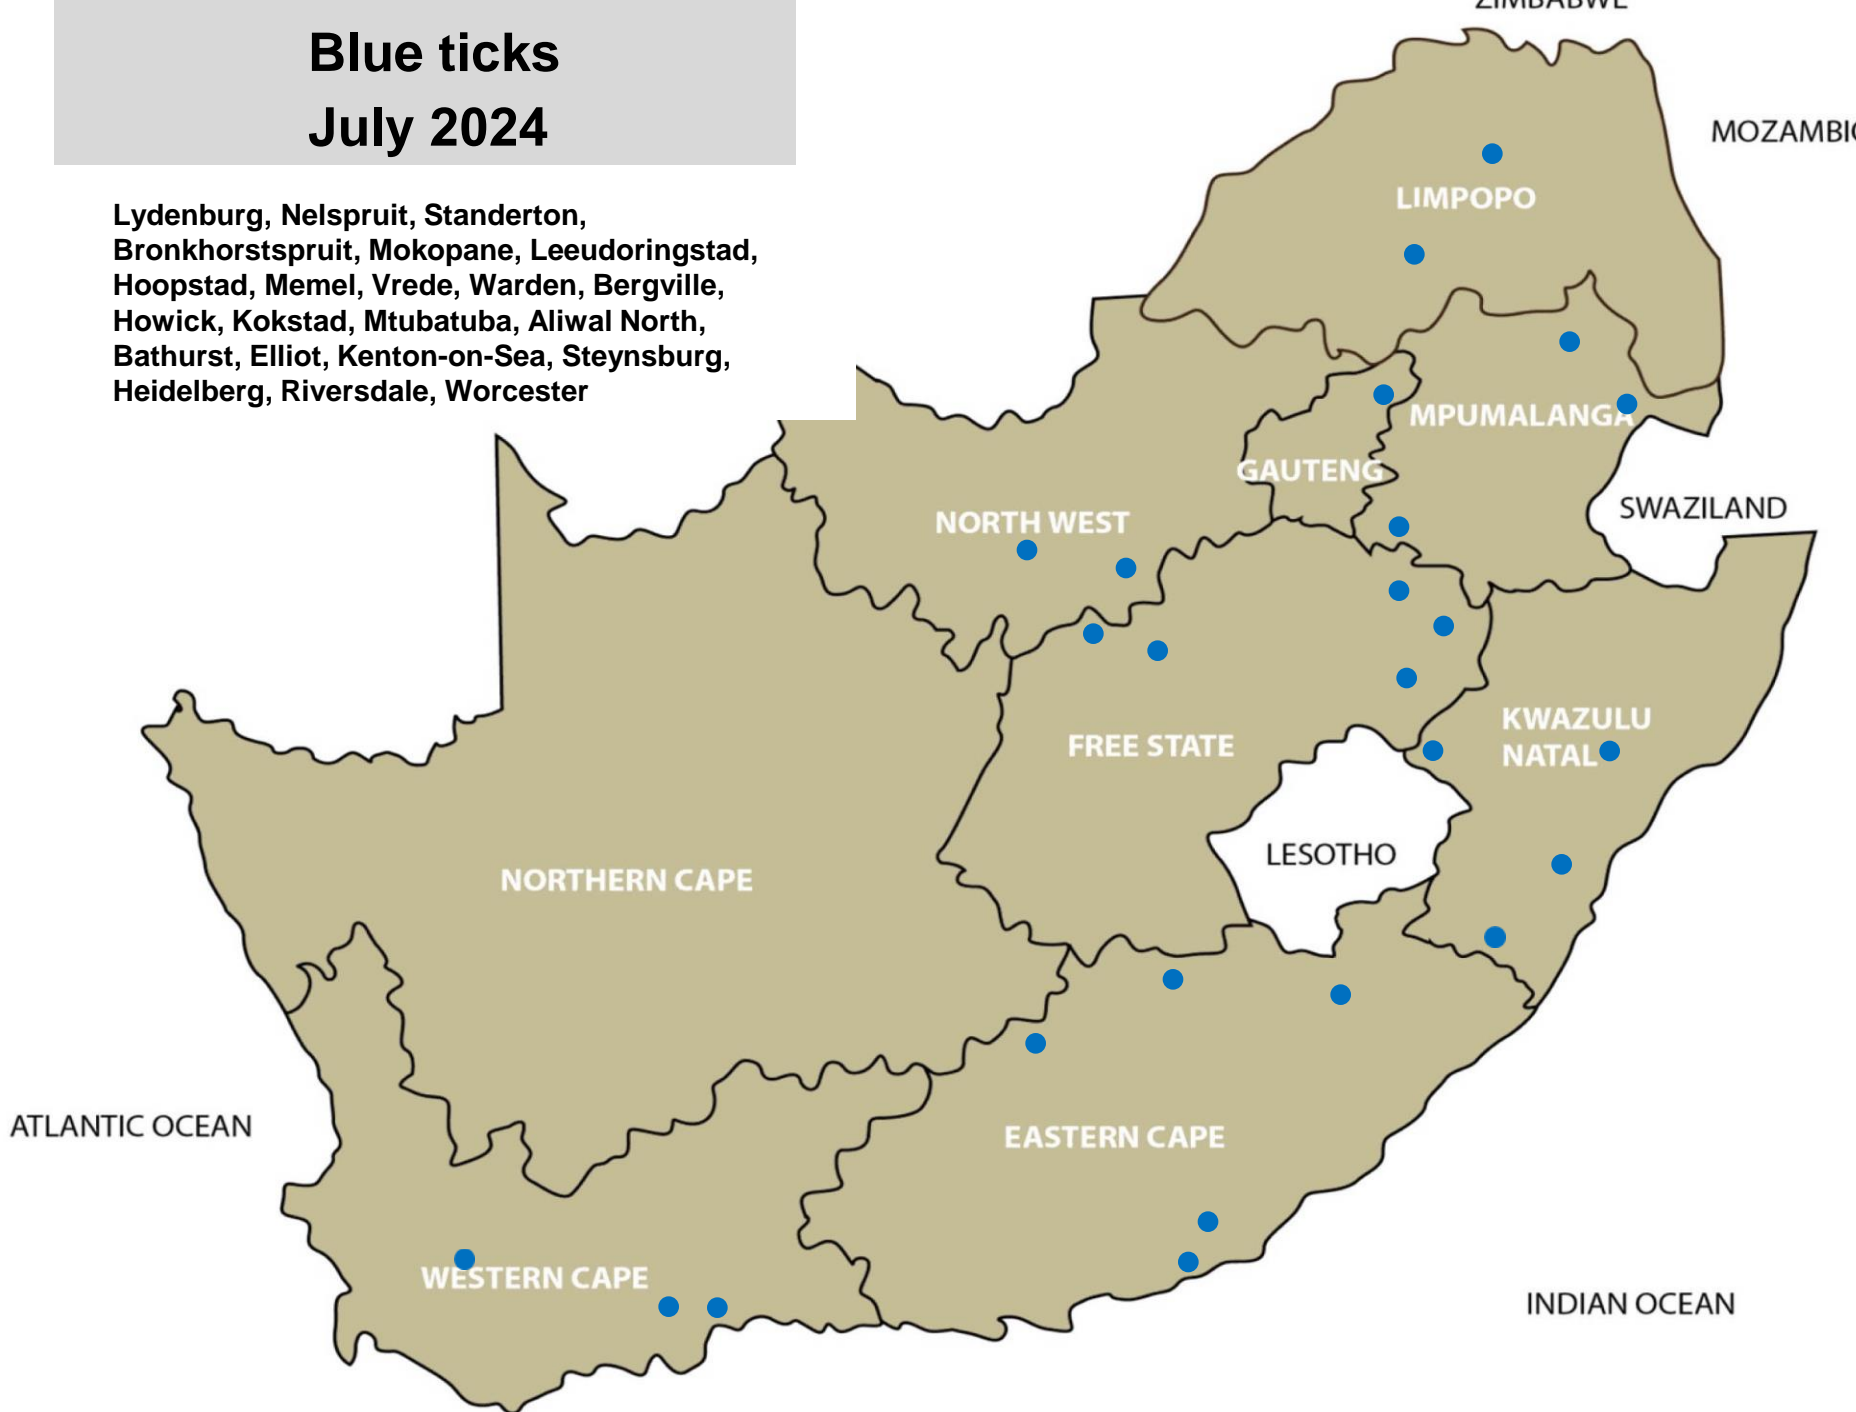 ZIMBABWE
Blue ticks
July 2024
MOZAMBIQ
Lydenburg, Nelspruit, Standerton,
Bronkhorstspruit, Mokopane, Leeudoringstad,
Hoopstad, Memel, Vrede, Warden, Bergville,
Howick, Kokstad, Mtubatuba, Aliwal North,
Bathurst, Elliot, Kenton-on-Sea, Steynsburg,
Heidelberg, Riversdale, Worcester
LIMPOPO
MPUMALANGA
GAUTENG
SWAZILAND
NORTH WEST
KWAZULU
NATAL
FREE STATE
LESOTHO
NORTHERN CAPE
ATLANTIC OCEAN
EASTERN CAPE
WESTERN CAPE
INDIAN OCEAN